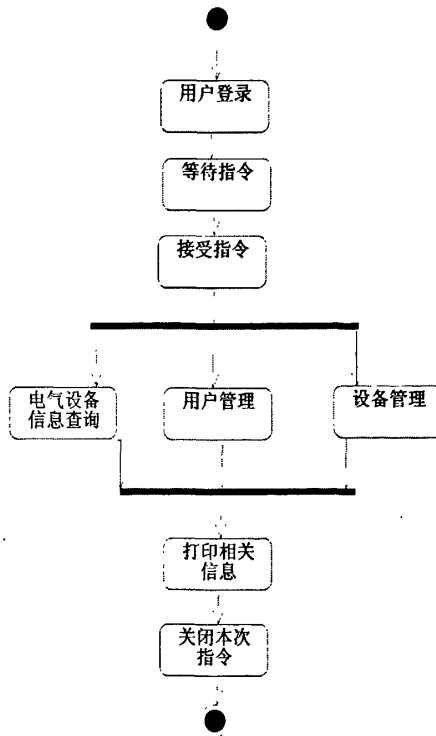 用户登录
等待指令
接受指令
电气设备
信息查询
用户管理
设备管理
打印相关
信息
关闭本次
指令